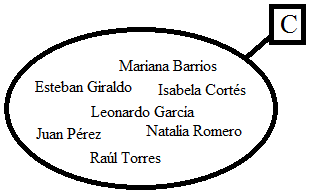 C
Mariana Barrios
Esteban Giraldo
Isabela Cortés
Leonardo García
Juan Pérez
Natalia Romero
Raúl Torres